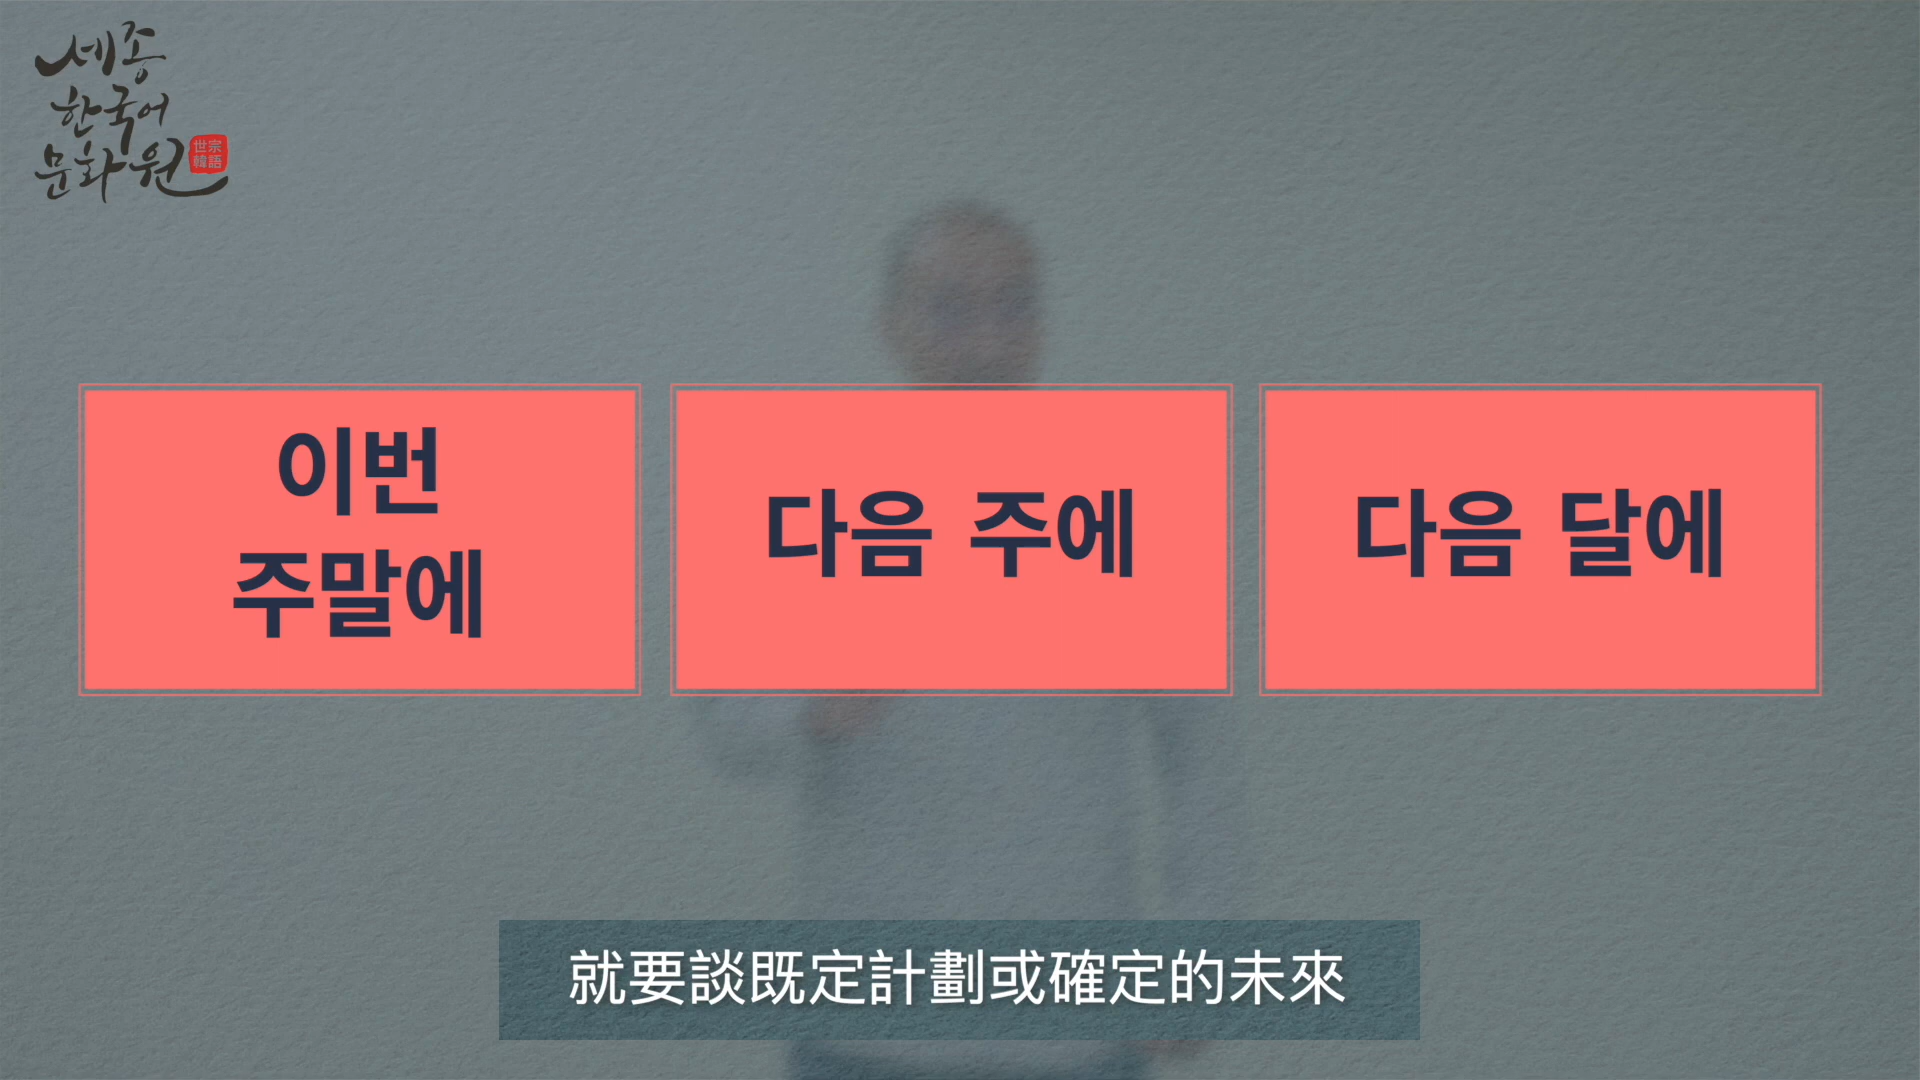 세종
한국어
문화원
世宗
韓語
이번
주말에
다음 주에
다음 달에
就要談既定計劃或確定的未來